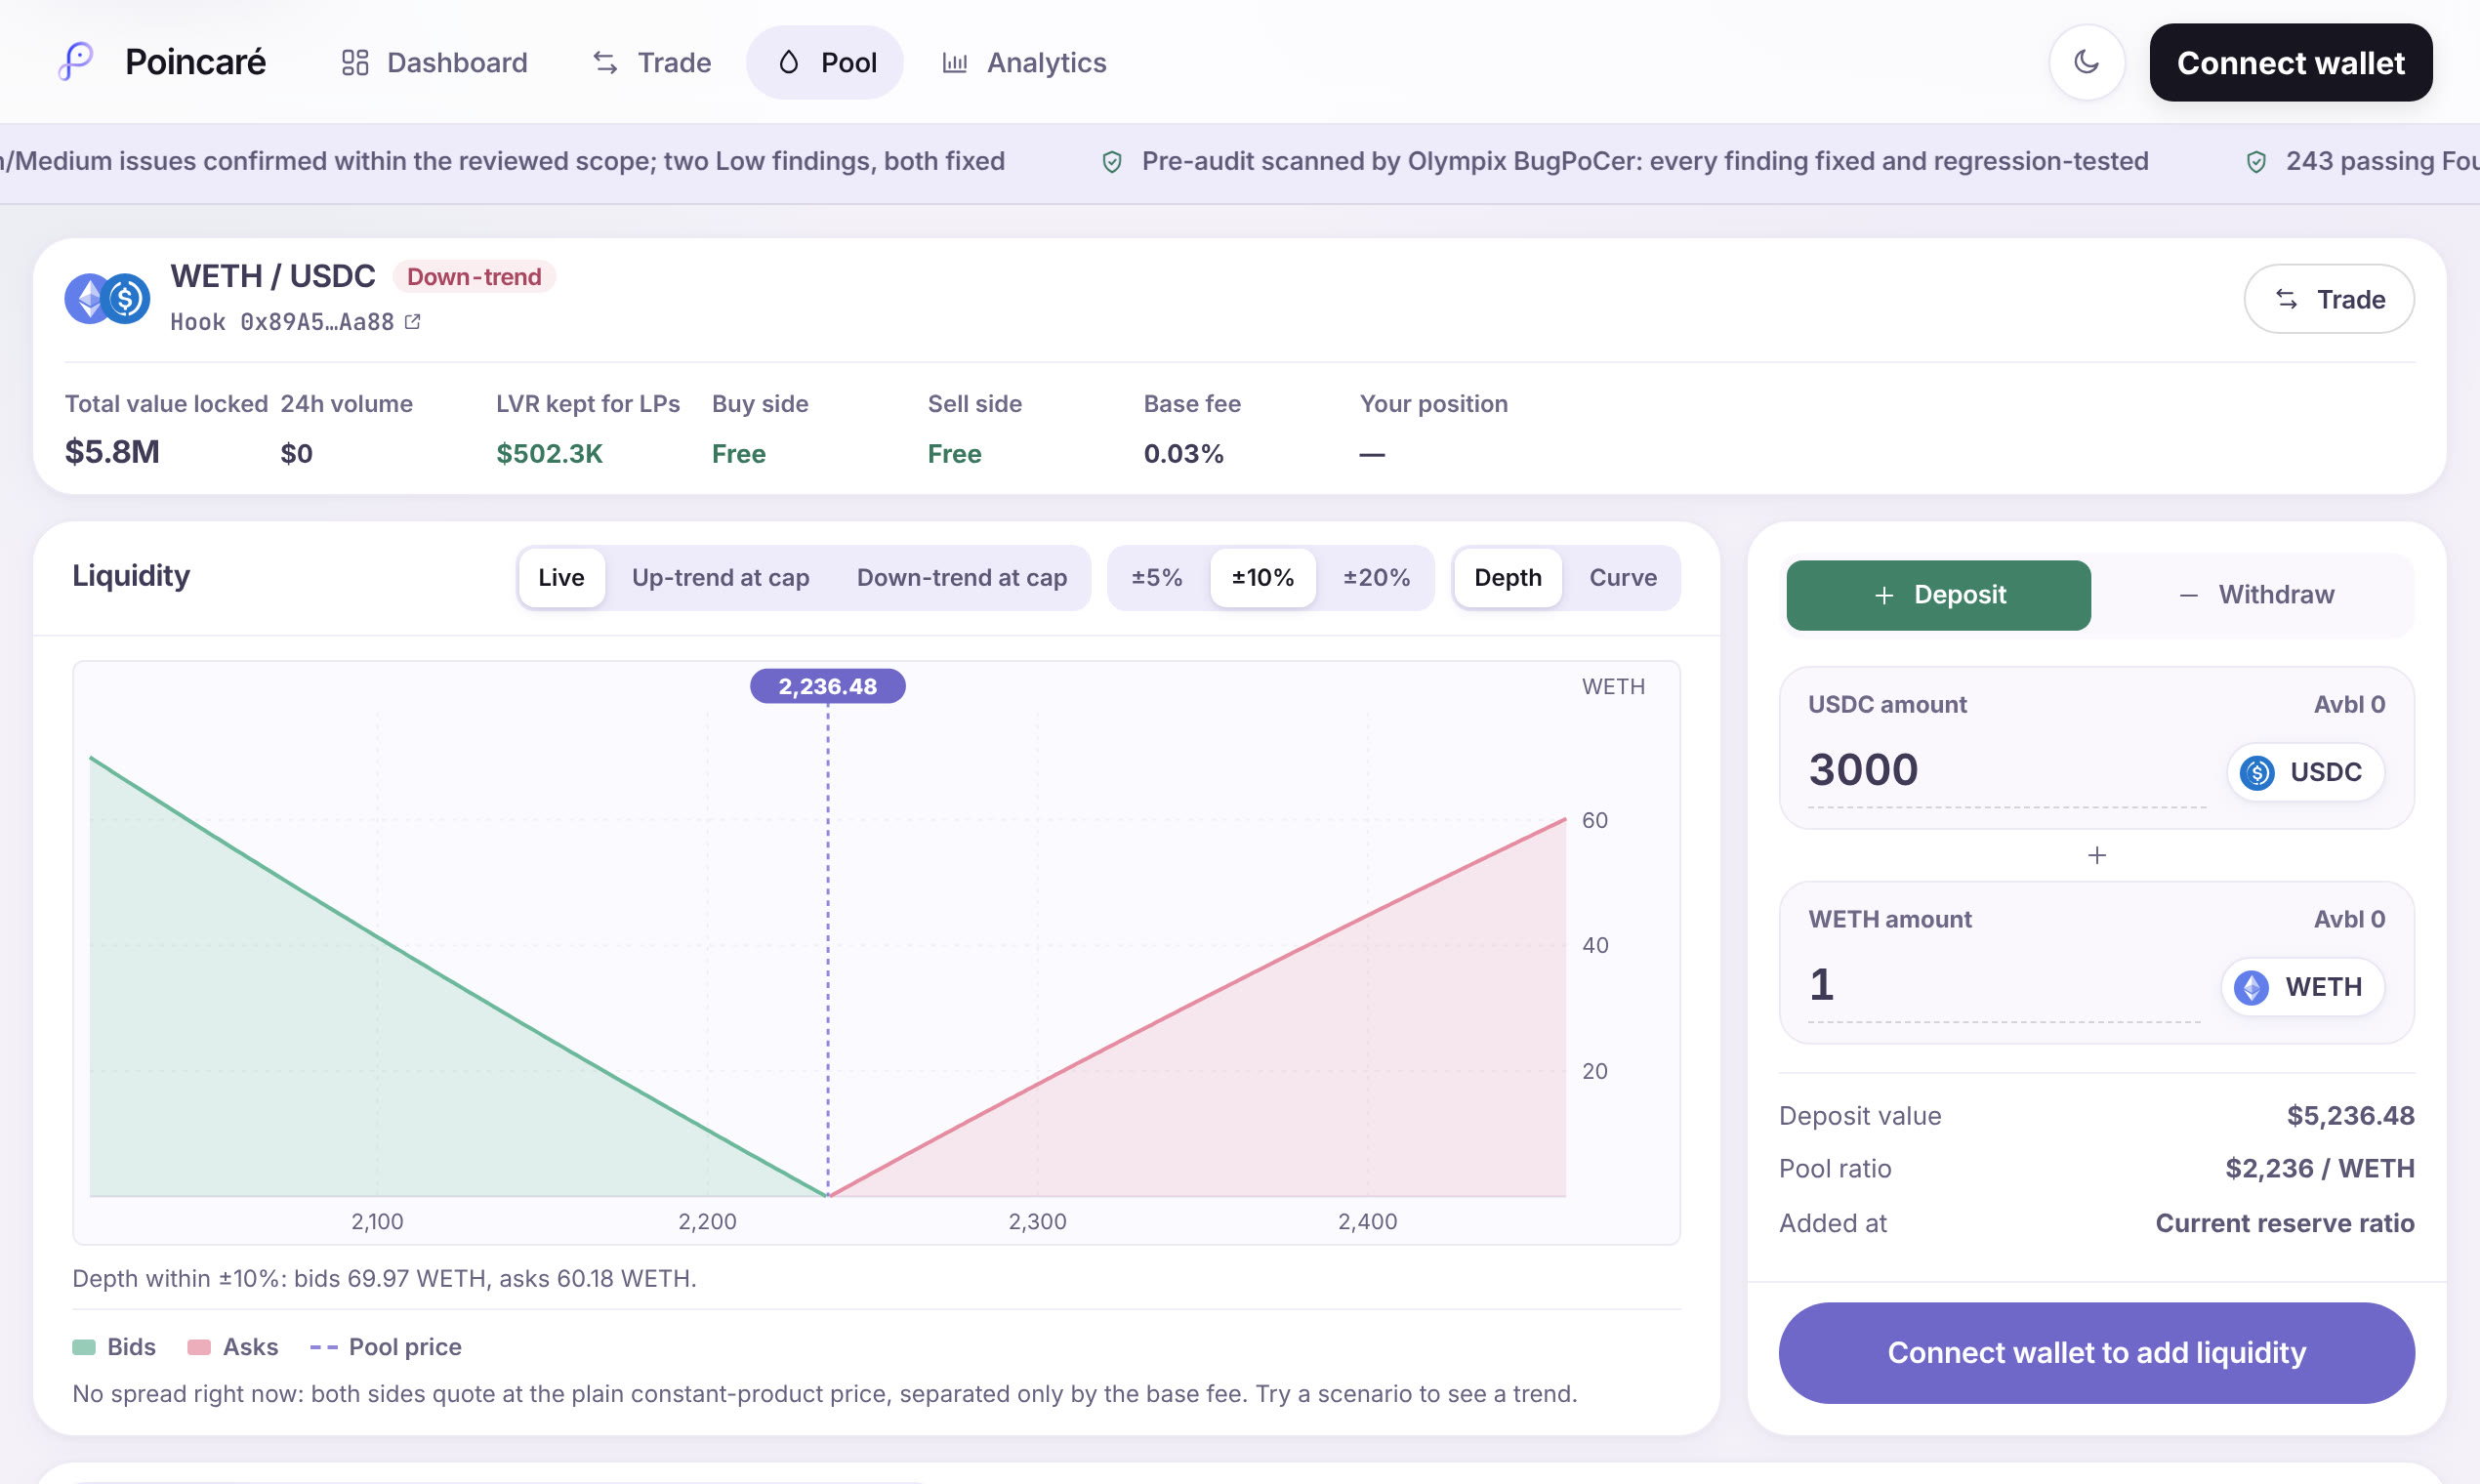 Poincaré
Dashboard
Trade
Pool
Analytics
Connect wallet
/Medium issues confirmed within the reviewed scope; two Low findings, both fixed
Pre-audit scanned by Olympix BugPoCer: every finding fixed and regression-tested
243 passing Fou
WETH / USDC
Down-trend
Hook 0x89A5…Aa88
Trade
Total value locked
24h volume
LVR kept for LPs
Buy side
Sell side
Base fee
Your position
$5.8M
$0
$502.3K
Free
Free
0.03%
—
Liquidity
Live
Up-trend at cap
Down-trend at cap
±5%
±10%
±20%
Depth
Curve
2,236.48
WETH
60
40
20
2,100
2,200
2,300
2,400
Depth within ±10%: bids 69.97 WETH, asks 60.18 WETH.
Bids
Asks
Pool price
No spread right now: both sides quote at the plain constant-product price, separated only by the base fee. Try a scenario to see a trend.
+ Deposit
− Withdraw
USDC amount
Avbl 0
3000
USDC
+
WETH amount
Avbl 0
1
WETH
Deposit value
$5,236.48
Pool ratio
$2,236 / WETH
Added at
Current reserve ratio
Connect wallet to add liquidity